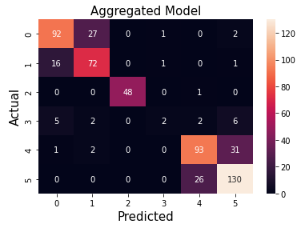 Aggregated Model
0 92 27 0 1 0 2 120
1 16 72 0 1 0 1 100
2 0 0 48 0 1 0 80
3 5 2 0 2 2 6 60
4 1 2 0 0 93 31 40
5 0 0 0 0 26 130 20
0
0 1 2 3 4 5
Actual
Predicted